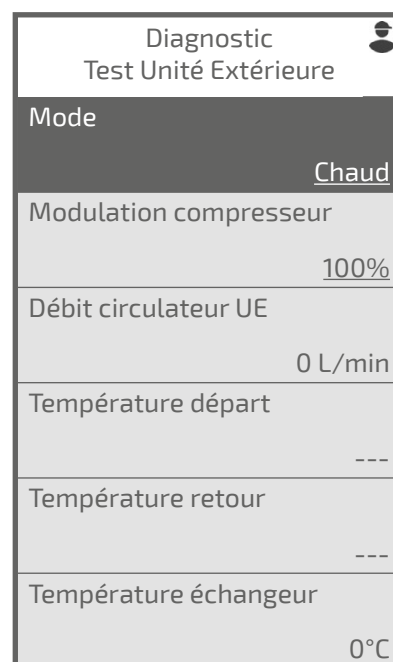 Diagnostic
Test Unité Extérieure
Mode
Chaud
Modulation compresseur
100%
Débit circulateur UE
0 L/min
Température départ
---
Température retour
---
Température échangeur
0°C